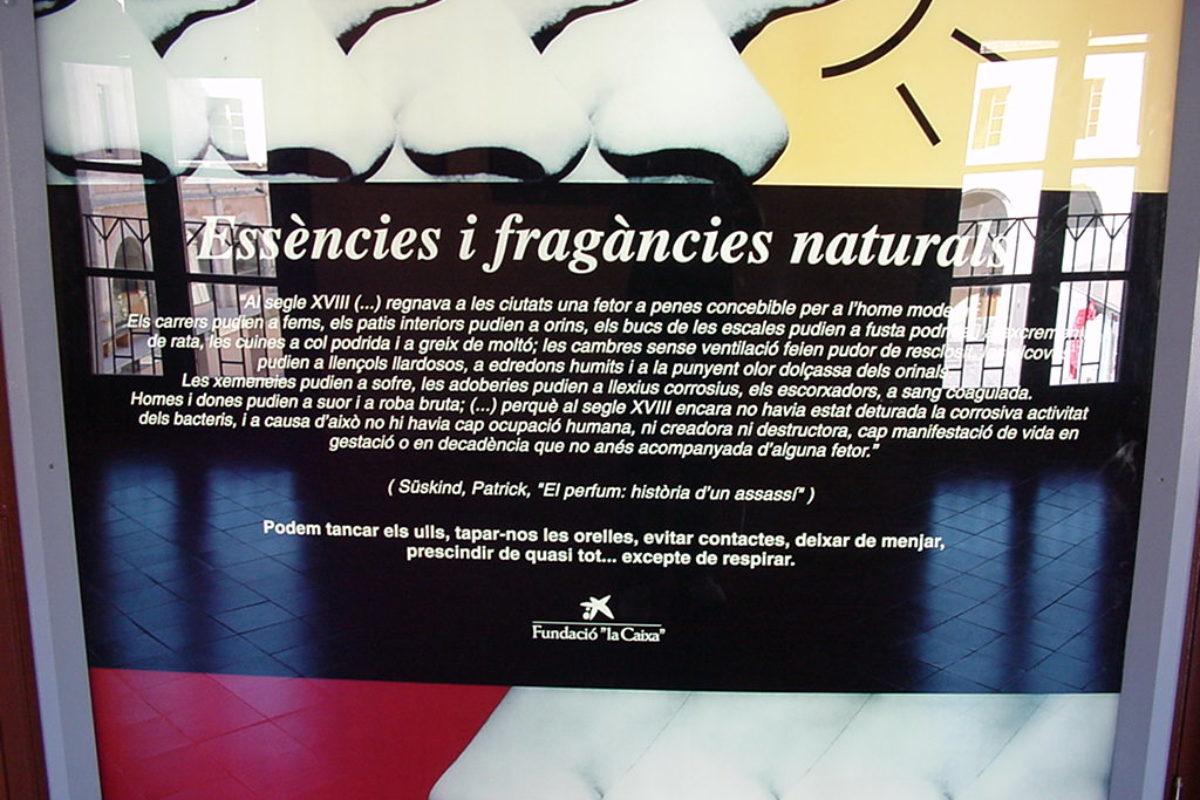 Essències i fragàncies naturals
"Al segle XVIII (...) regnava a les ciutats una fetor a penes concebible per a l'home
Els carrers pudien a fems, els patis interiors pudien a orins, els bucs de les escales pudien a fusta
de rata, les cuines a col podrida i a greix de moltó; les cambres sense ventilació feien pudor de resclosit,
pudien a llençols llardosos, a edredons humits i a la punyent olor dolçassa dels orinals.
Les xemeneies pudien a sofre, les adoberies pudien a llexius corrosius, els escorxadors, a sang coagulada.
Homes i dones pudien a suor i a roba bruta; (...) perquè al segle XVIII encara no havia estat deturada la corrosiva activitat
dels bacteris, i a causa d'això no hi havia cap ocupació humana, ni creadora ni destructora, cap manifestació de vida en
gestació o en decadència que no anés acompanyada d'alguna fetor."
( Süskind, Patrick, "El perfum: història d'un assassí" )
Podem tancar els ulls, tapar-nos les orelles, evitar contactes, deixar de menjar,
prescindir de quasi tot... excepte de respirar.
Fundació "la Caixa"